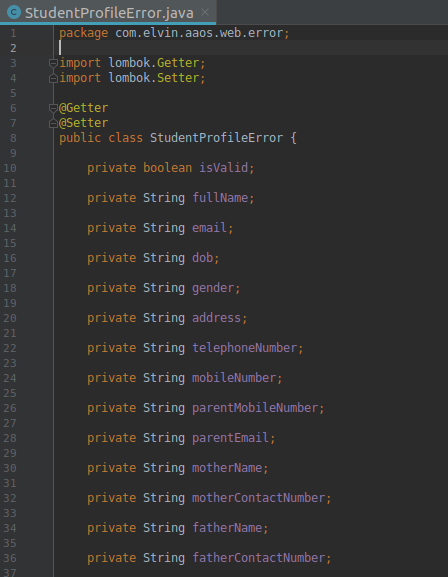 StudentProfileError.java
1 package com.elvin.aaos.web.error;
2
3 import lombok.Getter;
4 import lombok.Setter;
5
6 @Getter
7 @Setter
8 public class StudentProfileError {
9
10 private boolean isValid;
11
12 private String fullName;
13
14 private String email;
15
16 private String dob;
17
18 private String gender;
19
20 private String address;
21
22 private String telephoneNumber;
23
24 private String mobileNumber;
25
26 private String parentMobileNumber;
27
28 private String parentEmail;
29
30 private String motherName;
31
32 private String motherContactNumber;
33
34 private String fatherName;
35
36 private String fatherContactNumber;
37